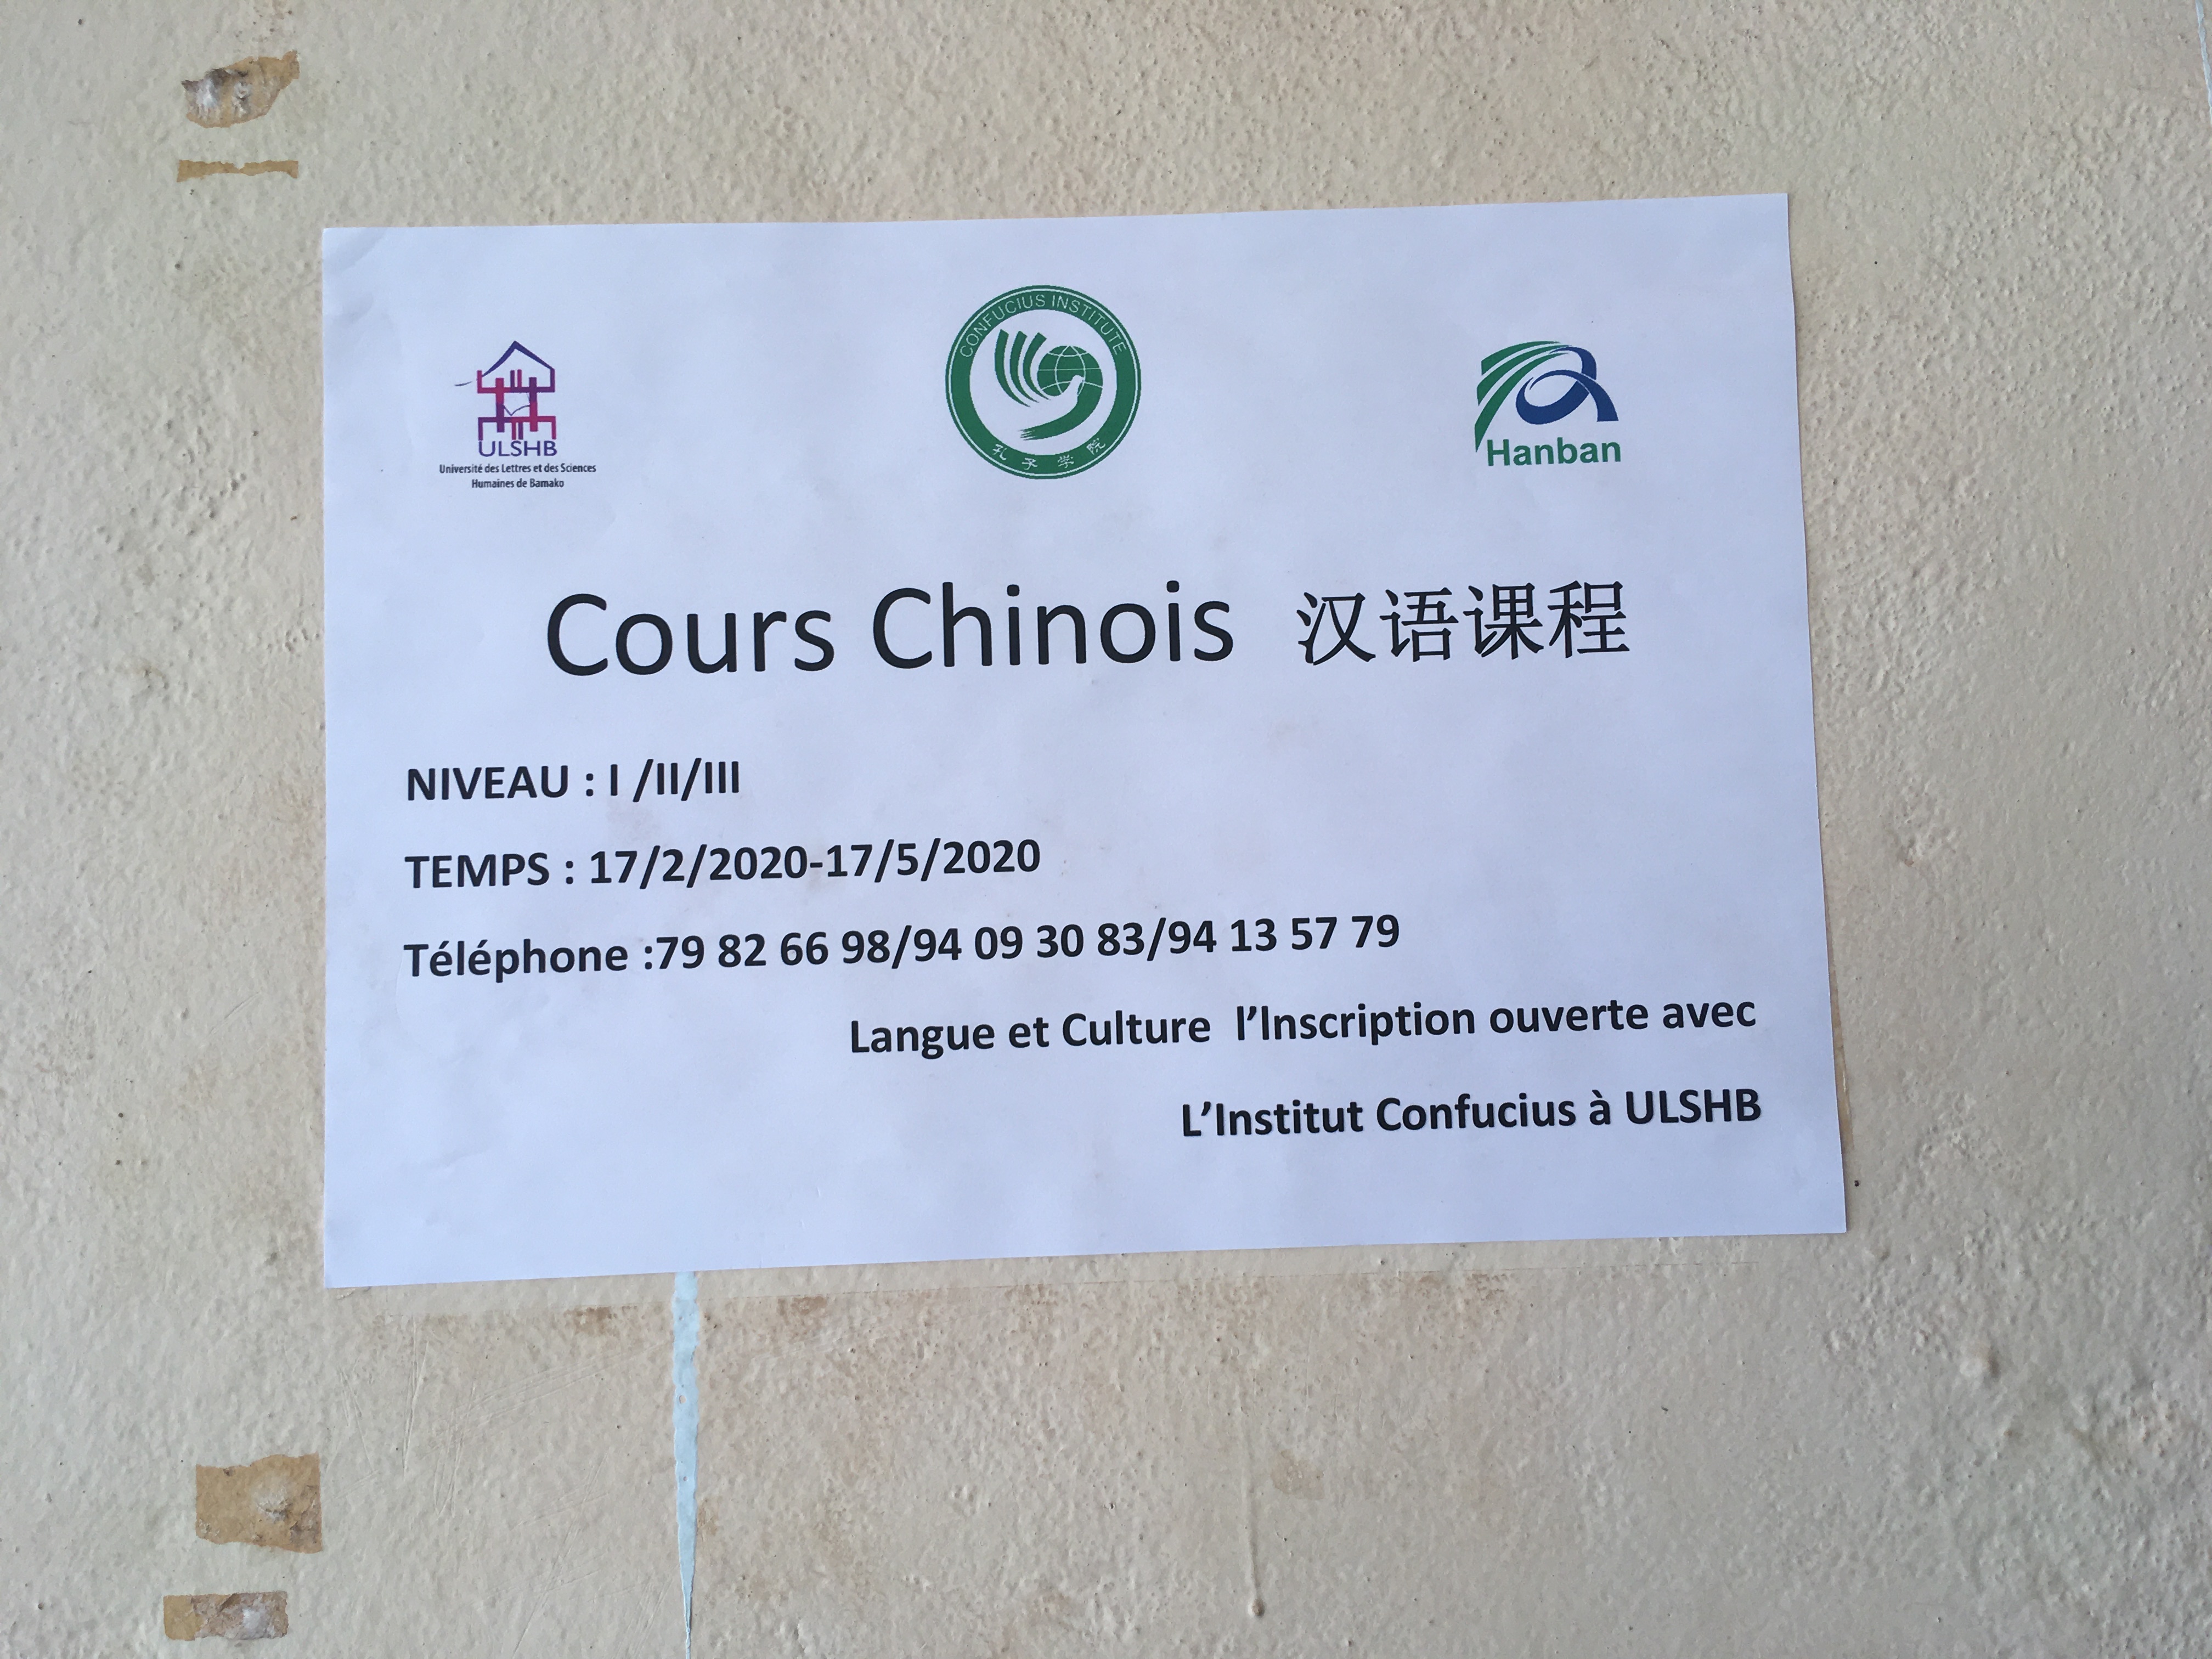 ULSHB
Université des Lettres et des Sciences
Humaines de Bamako
CONFUCIUS INSTITUTE
孔子学院
Hanban
Cours Chinois 汉语课程
NIVEAU : I /II/III
TEMPS : 17/2/2020-17/5/2020
Téléphone :79 82 66 98/94 09 30 83/94 13 57 79
Langue et Culture l’Inscription ouverte avec
L’Institut Confucius à ULSHB